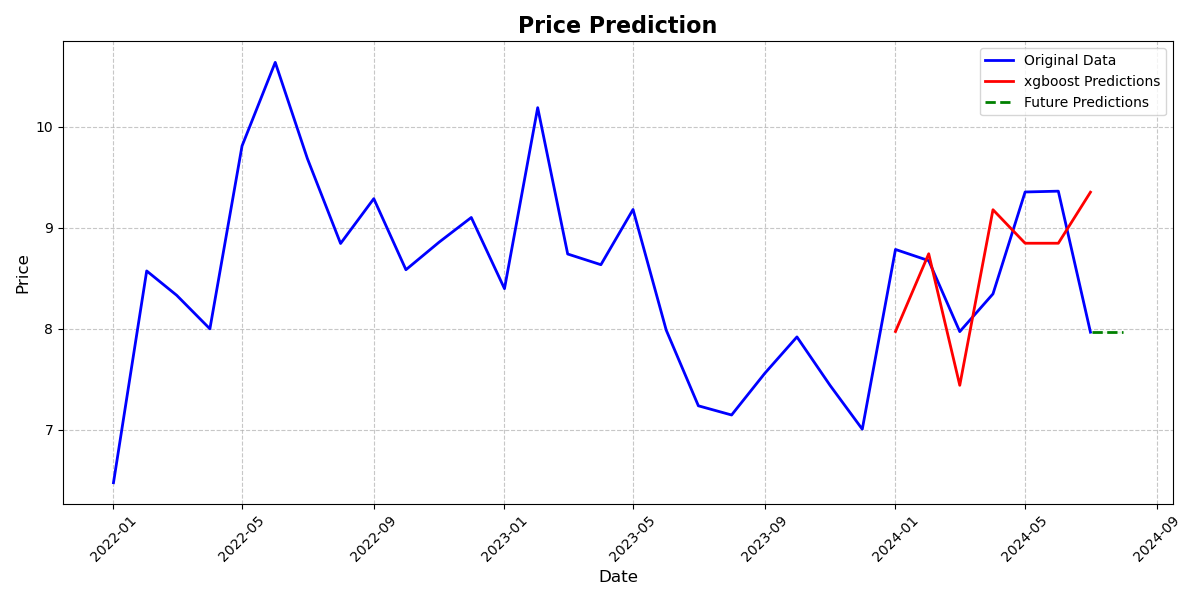 Price Prediction
Original Data
xgboost Predictions
Future Predictions
10
9
8
7
Price
2022-01
2022-05
2022-09
2023-01
2023-05
2023-09
2024-01
2024-05
2024-09
Date